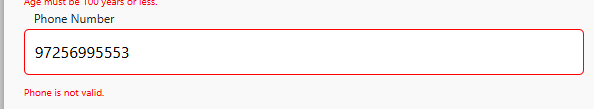 Age must be 100 years or less.
Phone Number
97256995553
Phone is not valid.